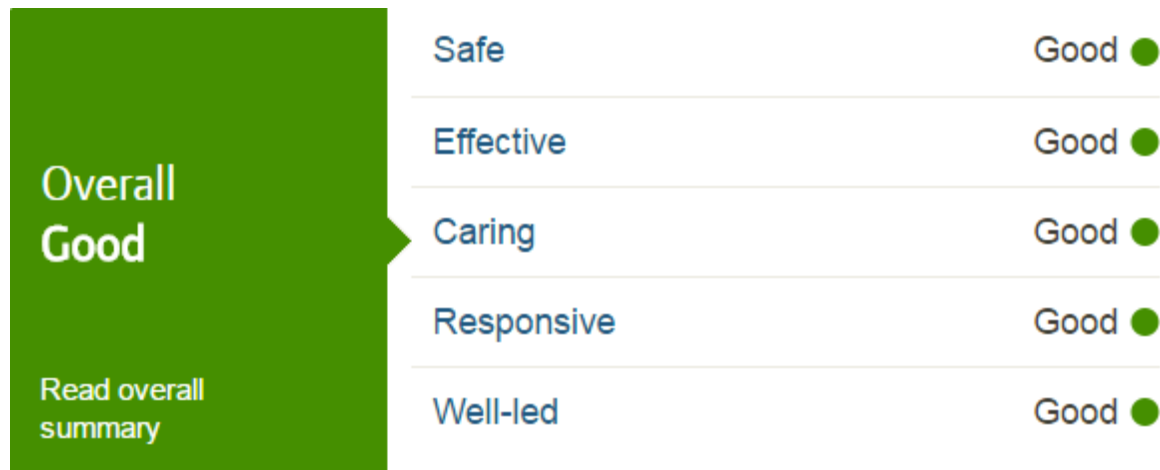 Overall
Good
Read overall
summary
Safe Good
Effective Good
Caring Good
Responsive Good
Well-led Good